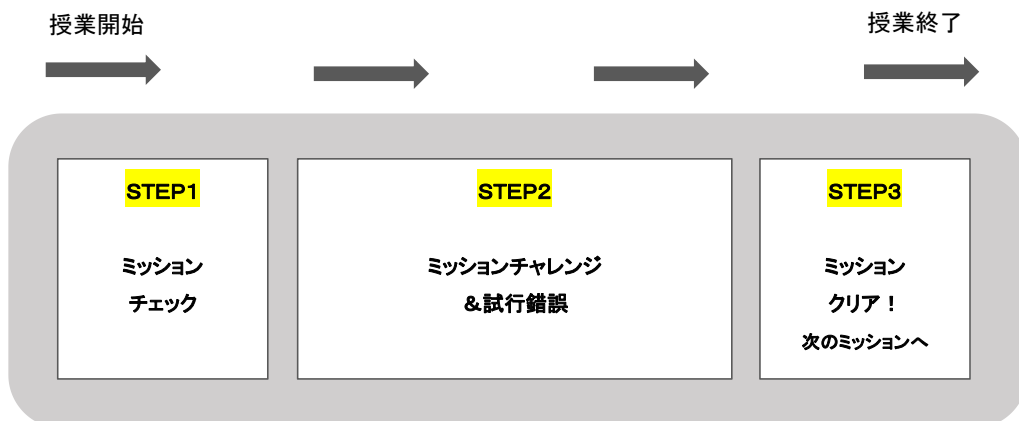 授業開始
授業終了
STEP1
ミッション
チェック
STEP2
ミッションチャレンジ
＆試行錯誤
STEP3
ミッション
クリア！
次のミッションへ